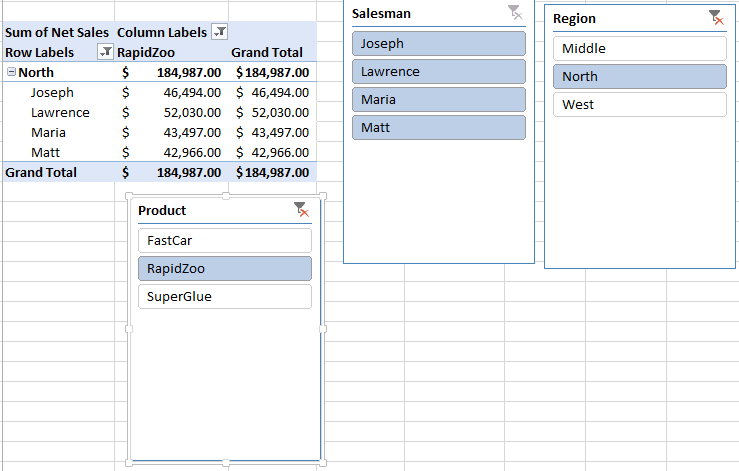 Sum of Net Sales Column Labels
Row Labels RapidZoo Grand Total
North $ 184,987.00 $184,987.00
Joseph $ 46,494.00 $ 46,494.00
Lawrence $ 52,030.00 $ 52,030.00
Maria $ 43,497.00 $ 43,497.00
Matt $ 42,966.00 $ 42,966.00
Grand Total $ 184,987.00 $184,987.00
Salesman
Joseph
Lawrence
Maria
Matt
Region
Middle
North
West
Product
FastCar
RapidZoo
SuperGlue